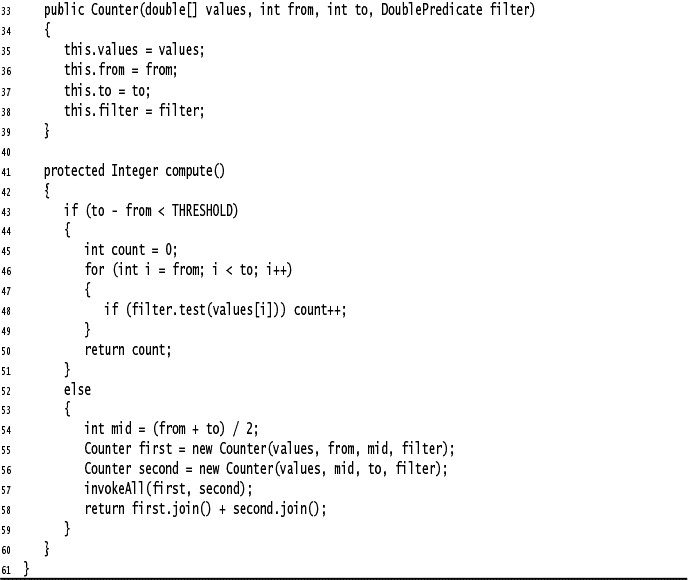 33 public Counter(double[] values, int from, int to, DoublePredicate filter)
34 {
35 this.values = values;
36 this.from = from;
37 this.to = to;
38 this.filter = filter;
39 }
40
41 protected Integer compute()
42 {
43 if (to - from < THRESHOLD)
44 {
45 int count = 0;
46 for (int i = from; i < to; i++)
47 {
48 if (filter.test(values[i])) count++;
49 }
50 return count;
51 }
52 else
53 {
54 int mid = (from + to) / 2;
55 Counter first = new Counter(values, from, mid, filter);
56 Counter second = new Counter(values, mid, to, filter);
57 invokeAll(first, second);
58 return first.join() + second.join();
59 }
60 }
61 }